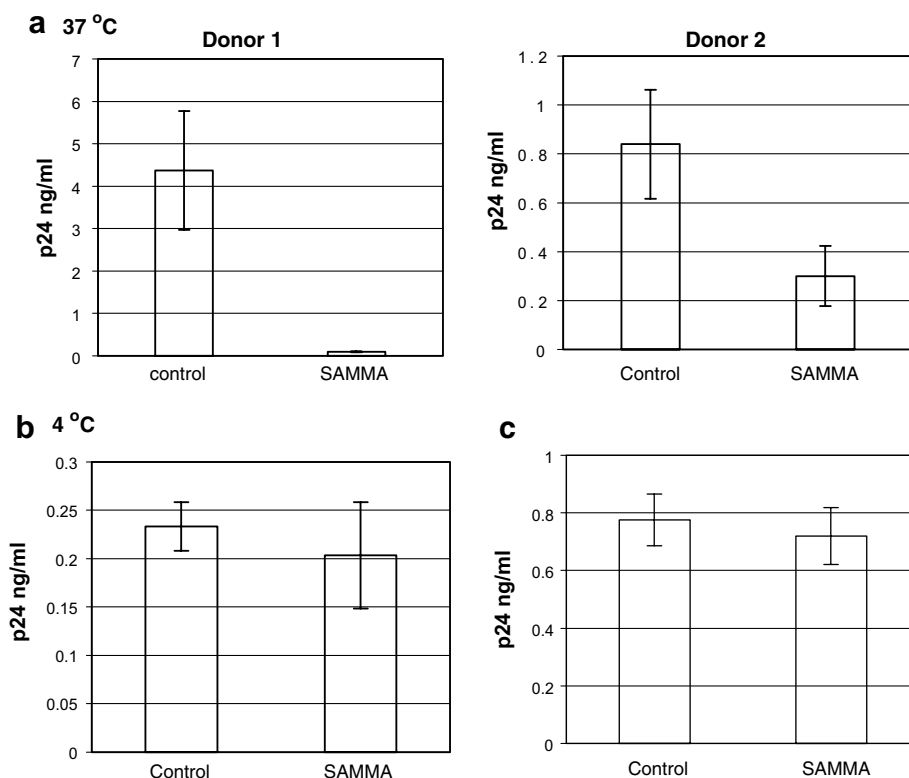 a 37 °C
Donor 1
Donor 2
7
6
5
4
3
2
1
0
p24 ng/ml
control
SAMMA
1.2
1
0.8
0.6
0.4
0.2
0
p24 ng/ml
Control
SAMMA
b 4 °C
0.3
0.25
0.2
0.15
0.1
0.05
0
p24 ng/ml
Control
SAMMA
c
1
0.8
0.6
0.4
0.2
0
p24 ng/ml
Control
SAMMA